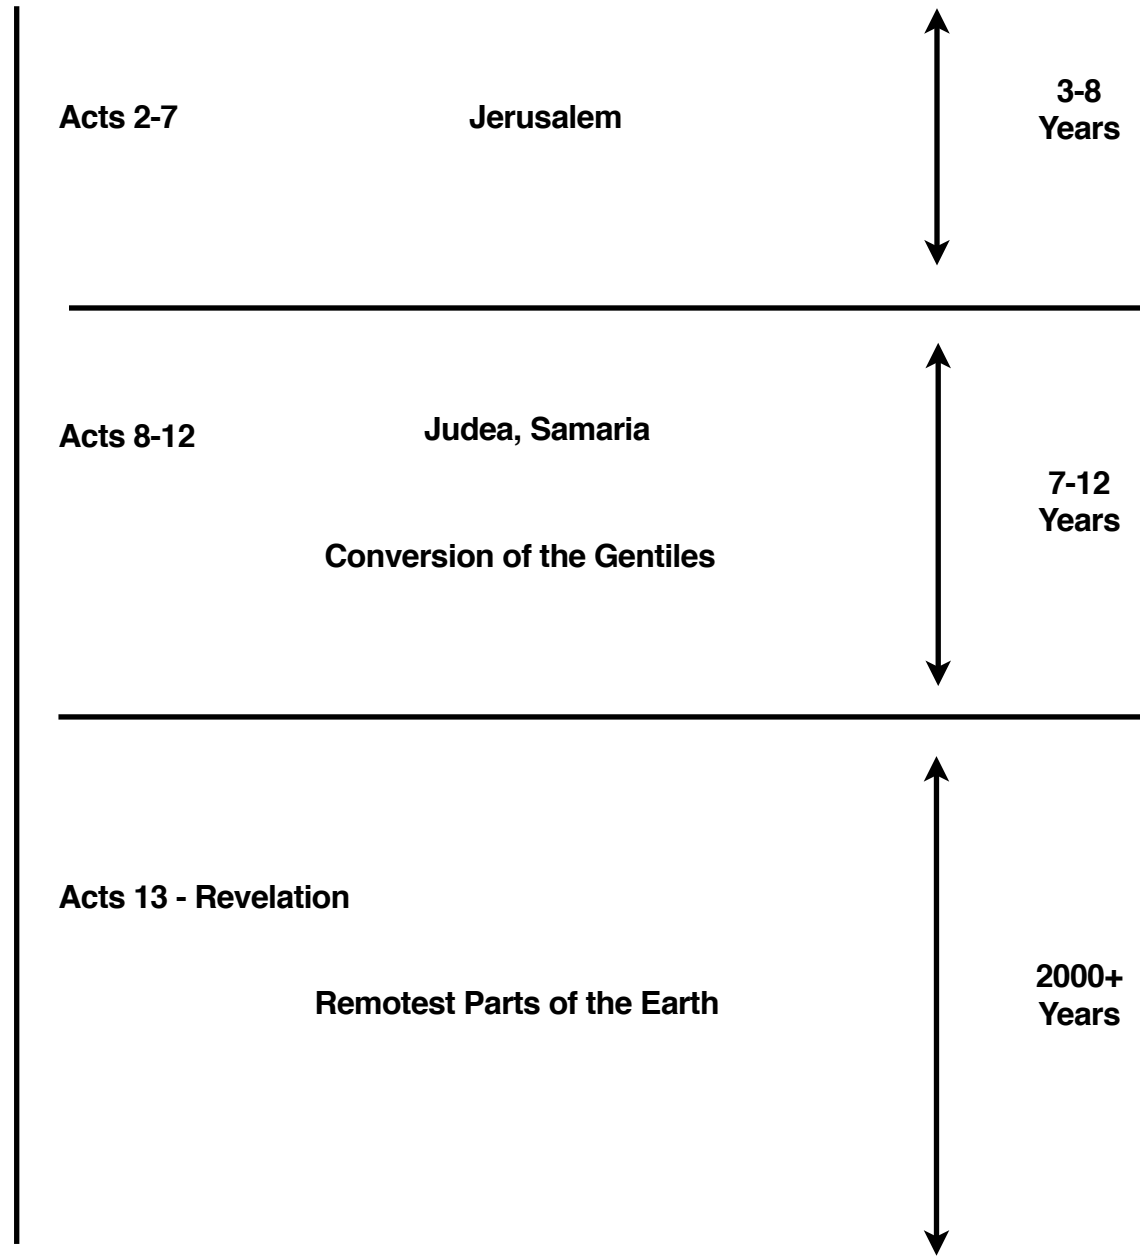 Acts 2-7
Jerusalem
3-8
Years
Acts 8-12
Judea, Samaria
7-12
Years
Conversion of the Gentiles
Acts 13 - Revelation
Remotest Parts of the Earth
2000+
Years